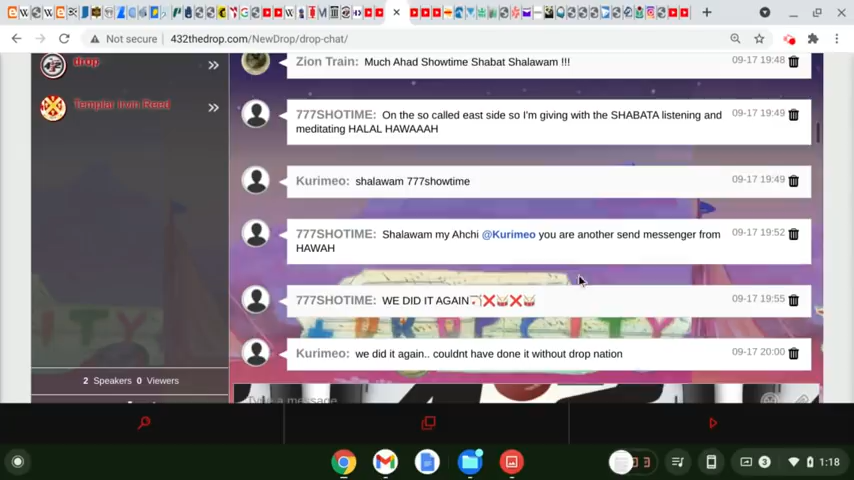 Not secure
432thedrop.com/NewDrop/drop-chat/
drop
Templar Irvin Reed
Zion Train: Much Ahad Showtime Shabat Shalawam !!!
09-17 19:48
777SHOTIME: On the so called east side so I'm giving with the SHABATA listening and
meditating HALAL HAWAAAH
09-17 19:49
Kurimeo: shalawam 777showtime
09-17 19:49
777SHOTIME: Shalawam my Ahchi @Kurimeo you are another send messenger from
HAWAH
09-17 19:52
777SHOTIME: WE DID IT AGAIN
09-17 19:55
Kurimeo: we did it again.. couldnt have done it without drop nation
09-17 20:00
2 Speakers 0 Viewers
Type a message
3
1:18